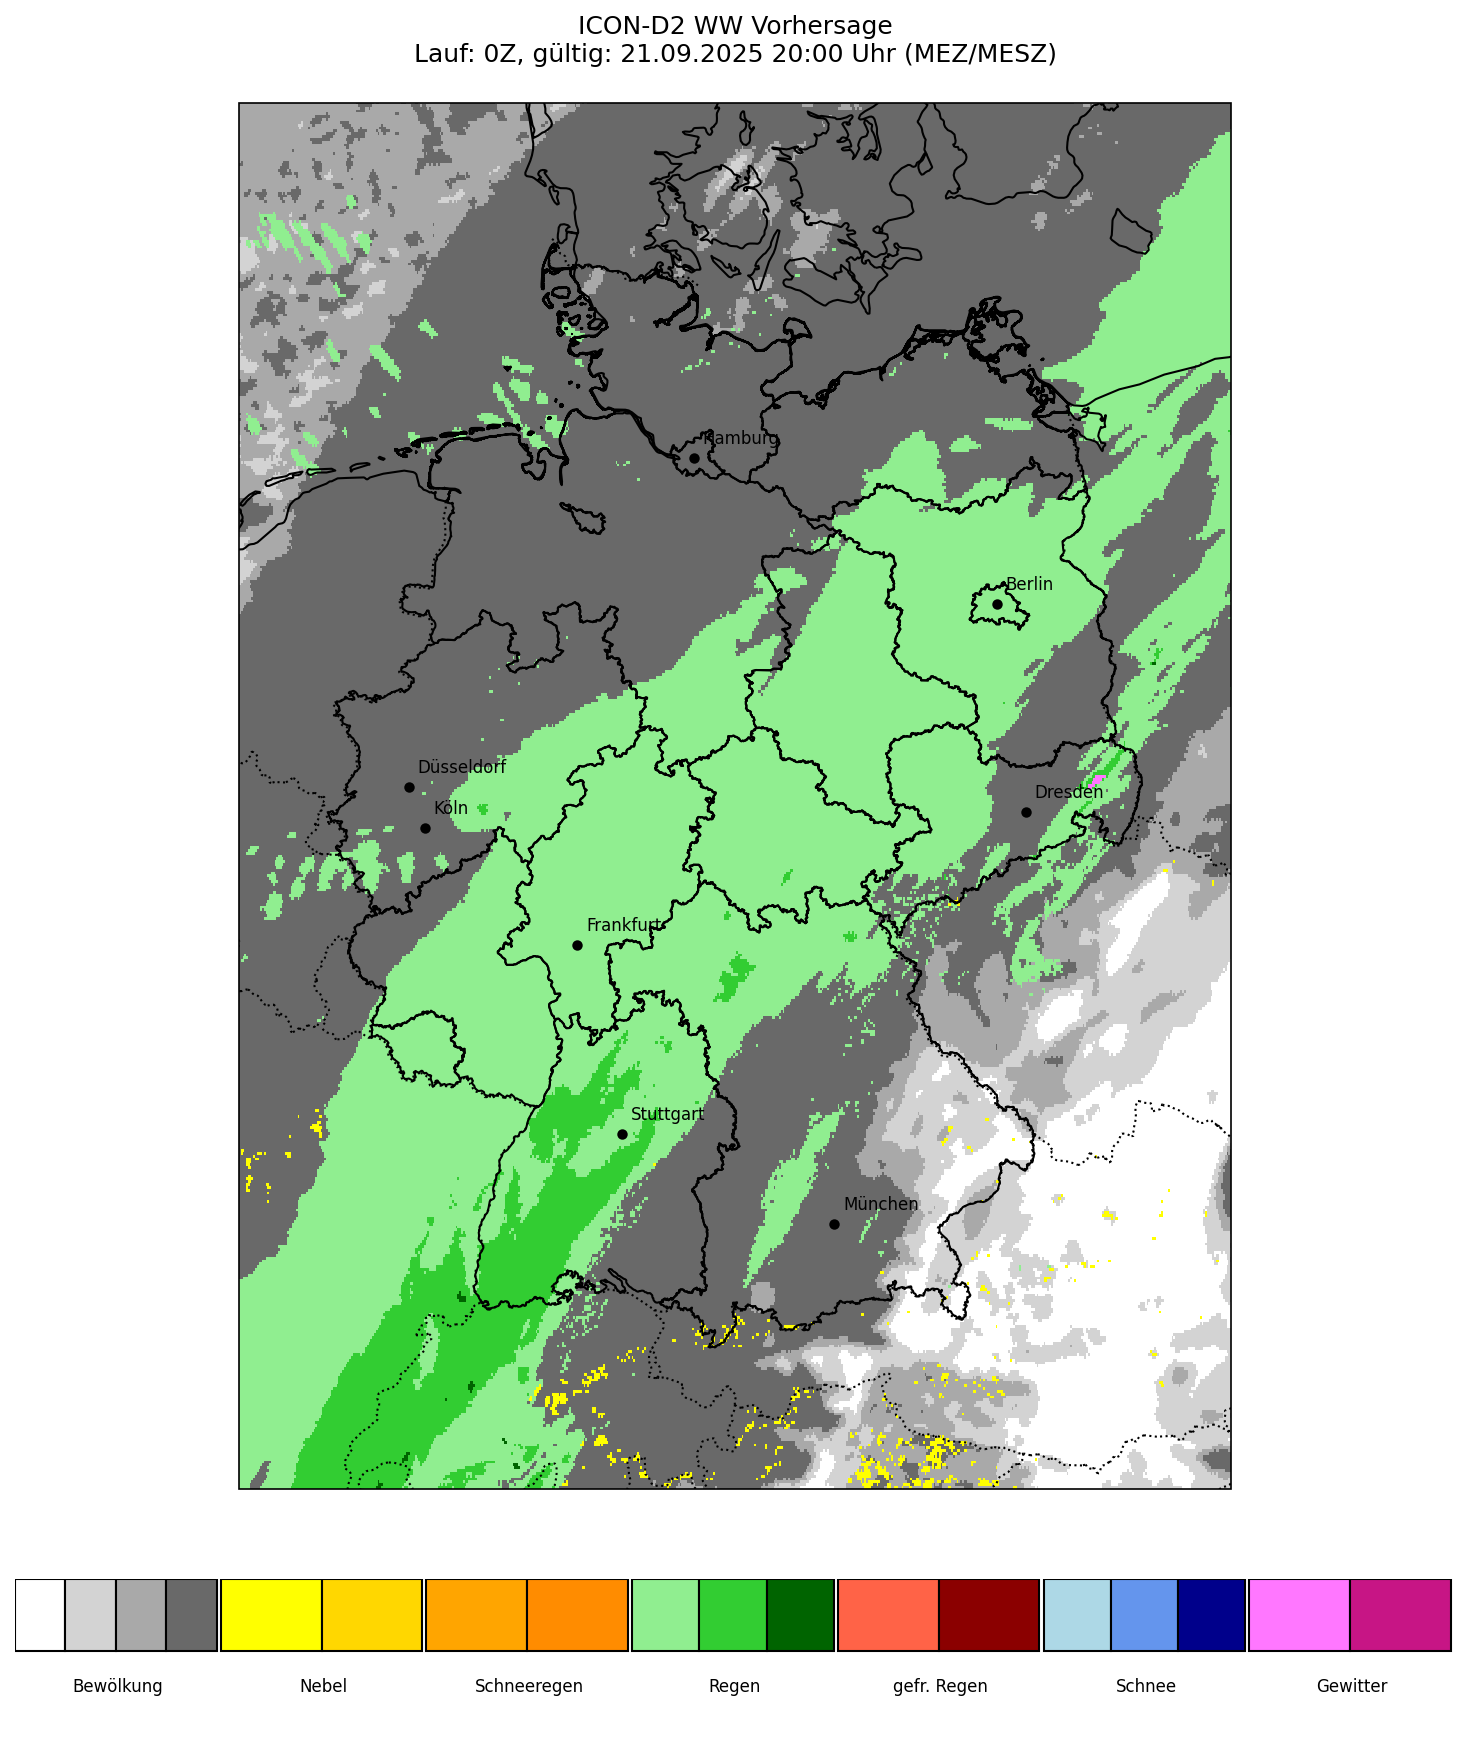 ICON-D2 WW Vorhersage
Lauf: 0Z, gültig: 21.09.2025 20:00 Uhr (MEZ/MESZ)
Hamburg
Berlin
Düsseldorf
Dresden
Köln
Frankfurt
Stuttgart
München
Bewölkung
Nebel
Schneeregen
Regen
gefr. Regen
Schnee
Gewitter